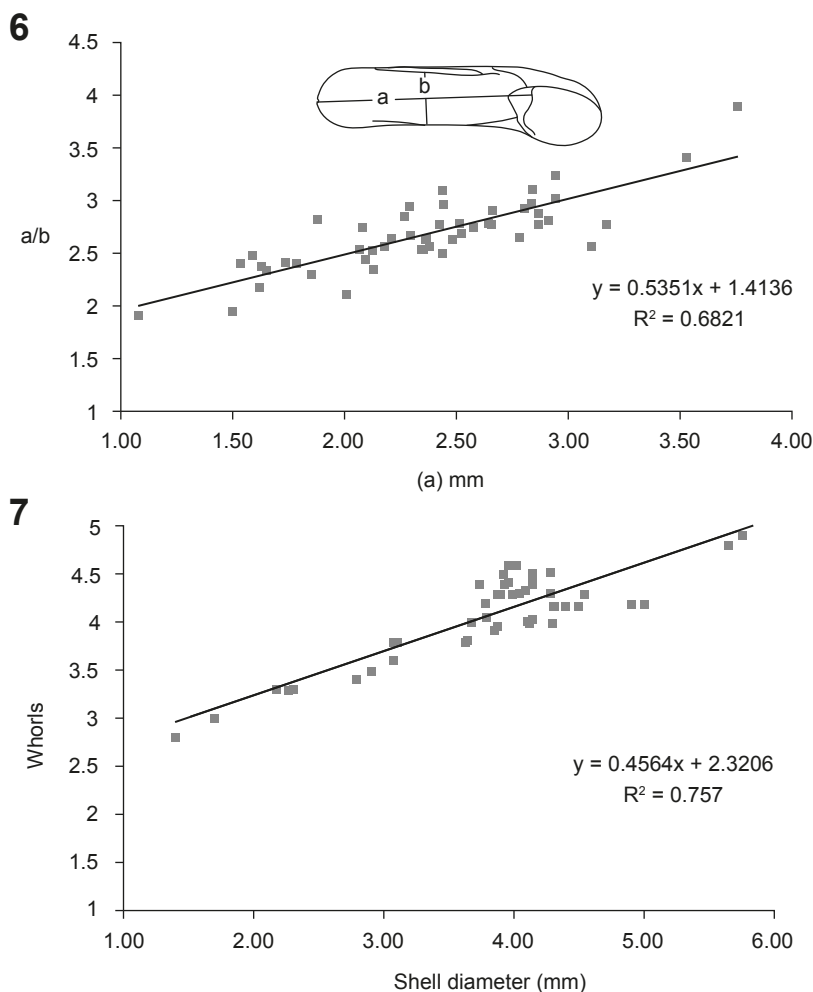 6
4.5
4
3.5
3
2.5
2
1.5
1
a/b
a
b
y = 0.5351x + 1.4136
R² = 0.6821
1.00 1.50 2.00 2.50 3.00 3.50 4.00
(a) mm
7
5
4.5
4
3.5
3
2.5
2
1.5
1
Whorls
y = 0.4564x + 2.3206
R² = 0.757
1.00 2.00 3.00 4.00 5.00 6.00
Shell diameter (mm)